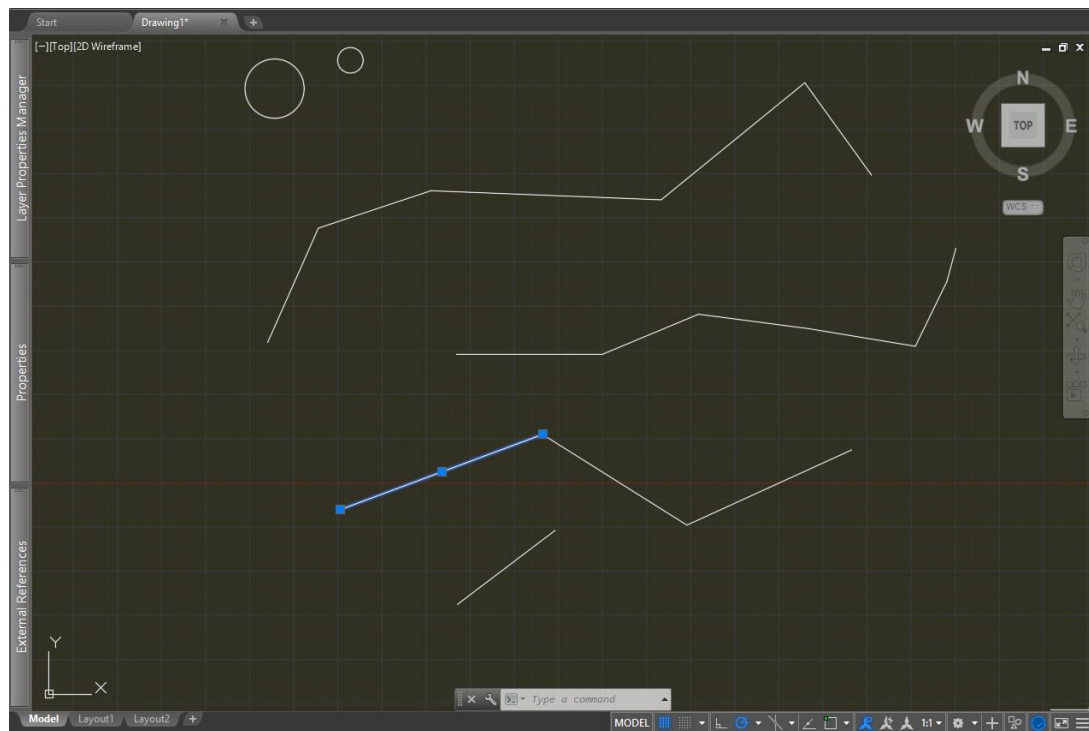 Start
Drawing1*
[−][Top][2D Wireframe]
Layer Properties Manager
Properties
External References
N
W
TOP
E
S
WCS
Y
X
Type a command
Model
Layout1
Layout2
MODEL
1:1